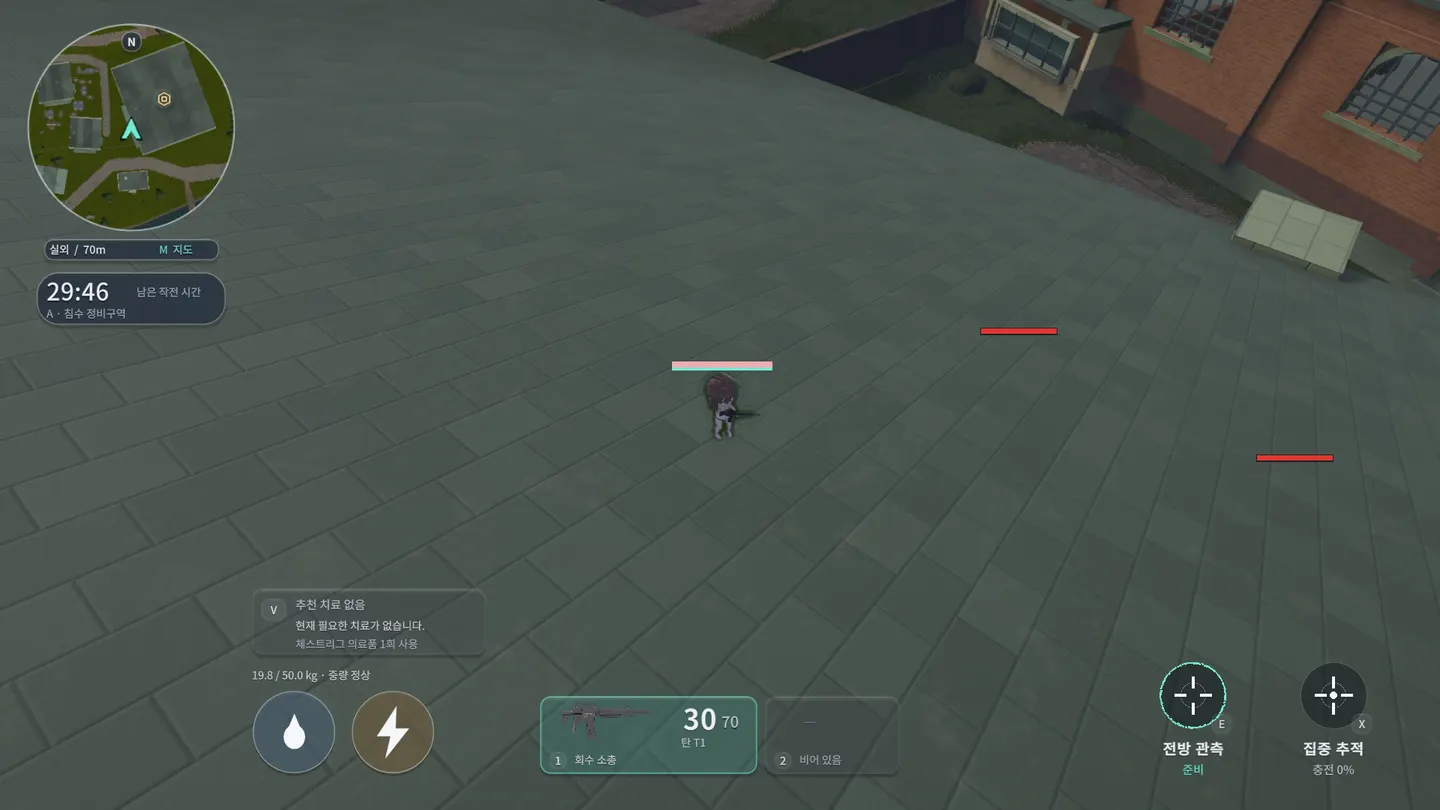 N
실외 / 70m
M 지도
29:46
남은 작전 시간
A · 침수 정비구역
V
추천 치료 없음
현재 필요한 치료가 없습니다.
체스트리그 의료품 1회 사용
19.8 / 50.0 kg · 중량 정상
30 70
탄 T1
1 회수 소총
—
2 비어 있음
E
전방 관측
준비
X
집중 추적
충전 0%